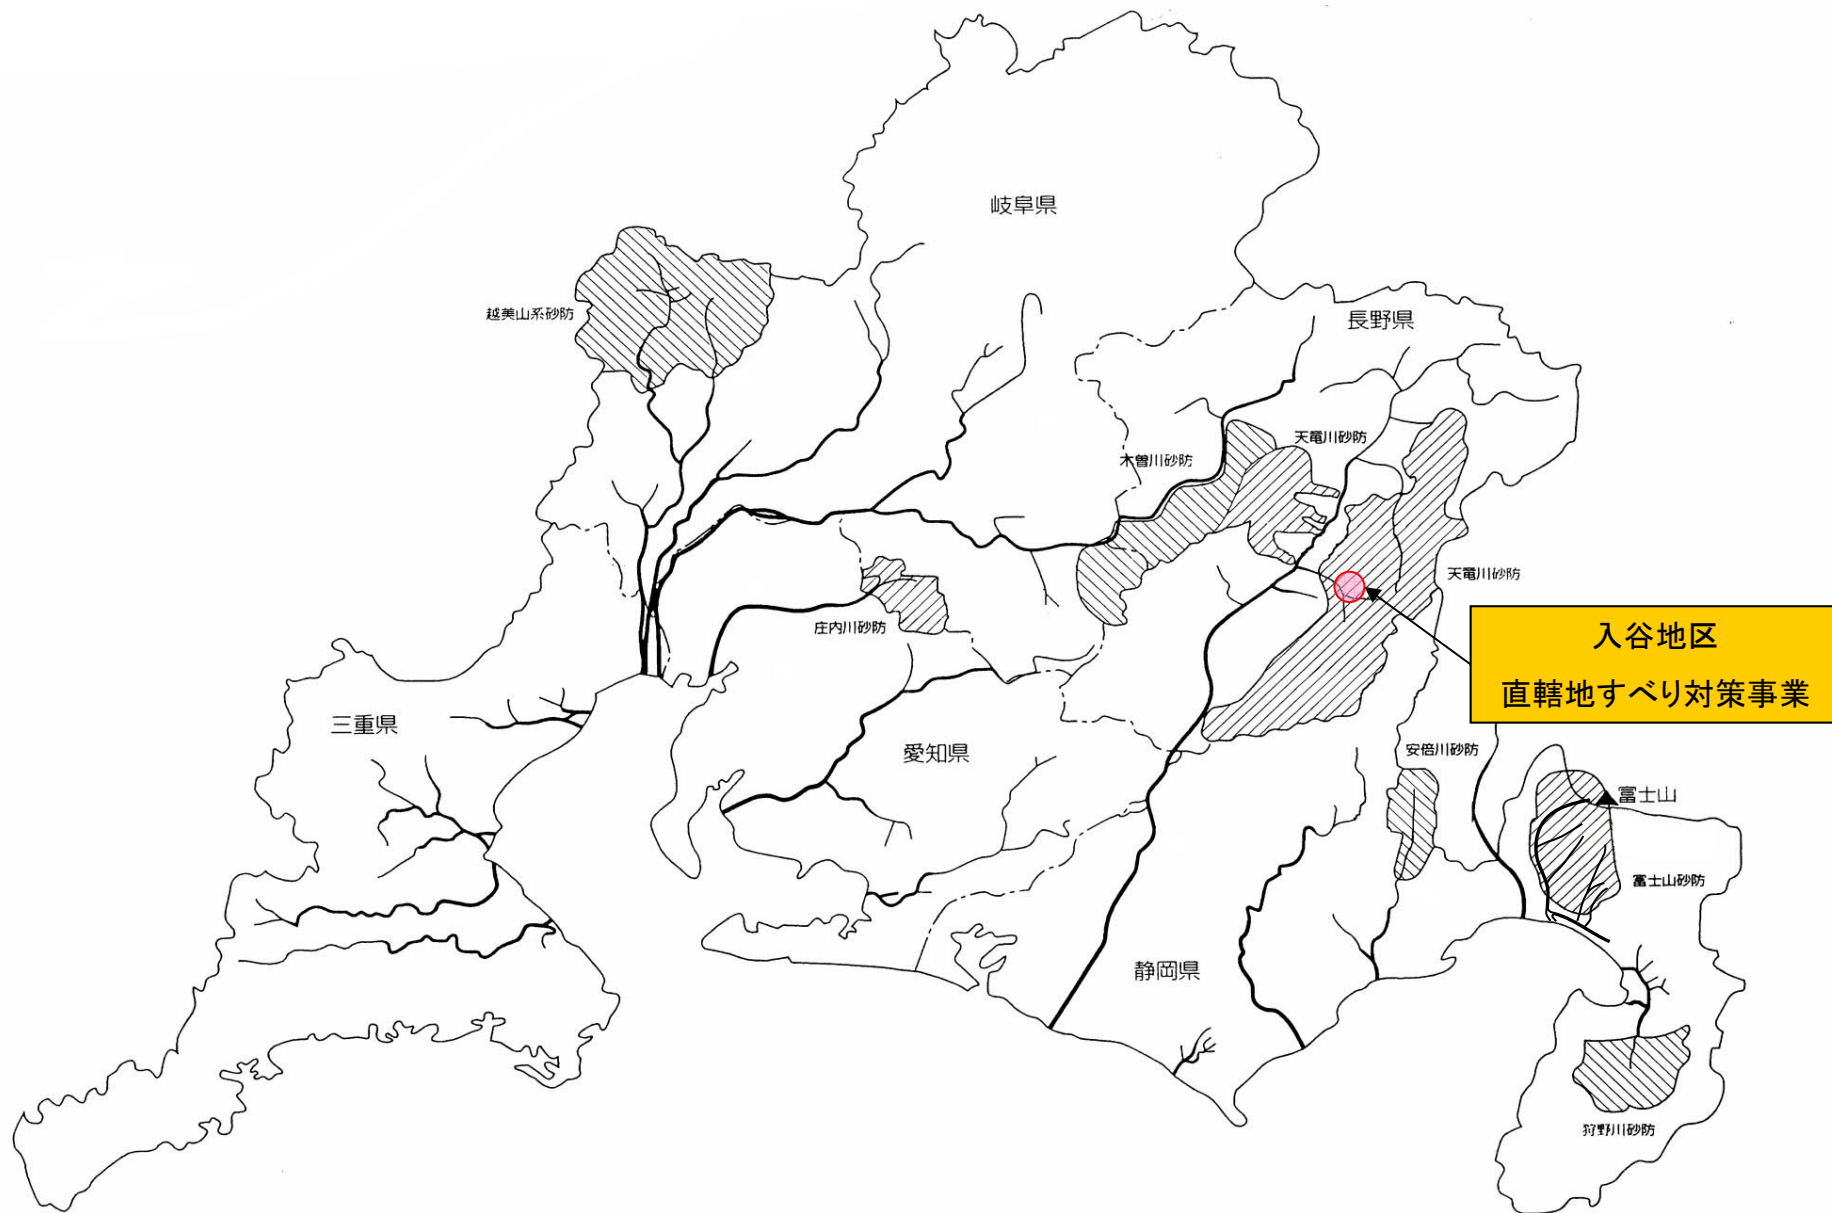 岐阜県
越美山系砂防
長野県
天竜川砂防
木曽川砂防
天竜川砂防
庄内川砂防
入谷地区
直轄地すべり対策事業
三重県
愛知県
安倍川砂防
富士山
富士山砂防
静岡県
狩野川砂防